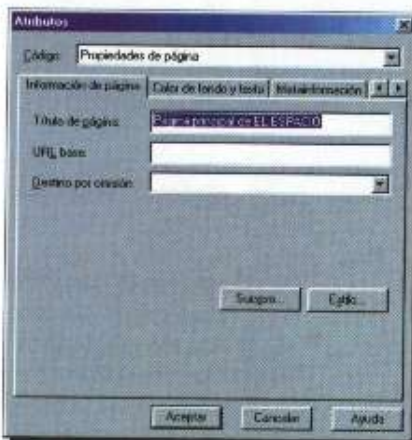 Atributos
Código: Propiedades de página
Información de página Color de fondo y texto Metainformación
Título de página: Página principal de EL ESPACIO
URL base:
Destino por omisión:
Estilo...
Aceptar Cancelar Ayuda